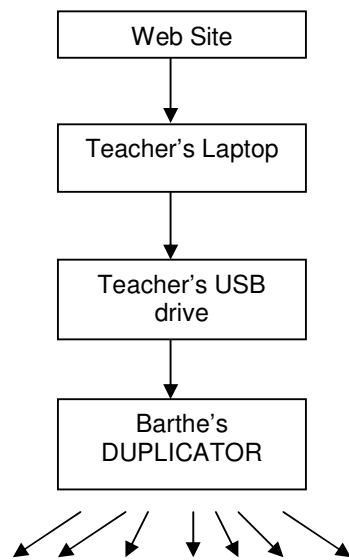 Web Site
Teacher's Laptop
Teacher's USB
drive
Barthe's
DUPLICATOR